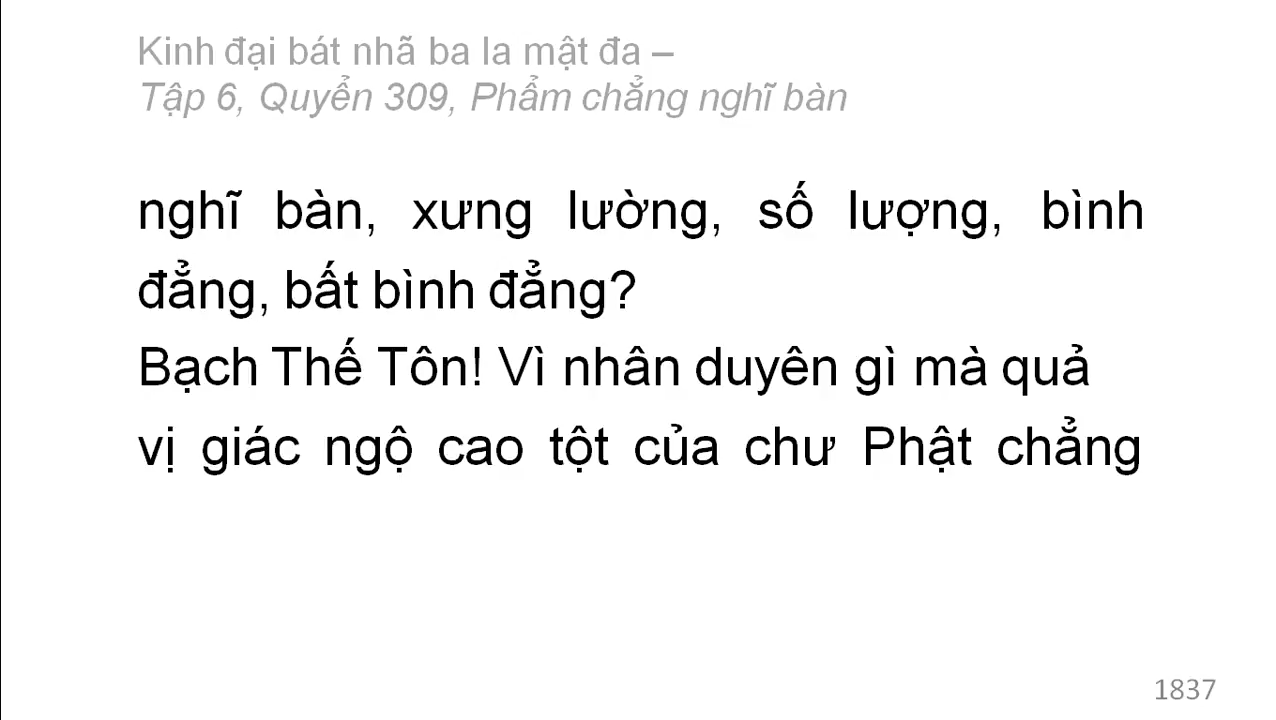 Kinh đại bát nhã ba la mật đa –
Tập 6, Quyển 309, Phẩm chẳng nghĩ bàn
nghĩ bàn, xưng lường, số lượng, bình
đẳng, bất bình đẳng?
Bạch Thế Tôn! Vì nhân duyên gì mà quả
vị giác ngộ cao tột của chư Phật chẳng
1837